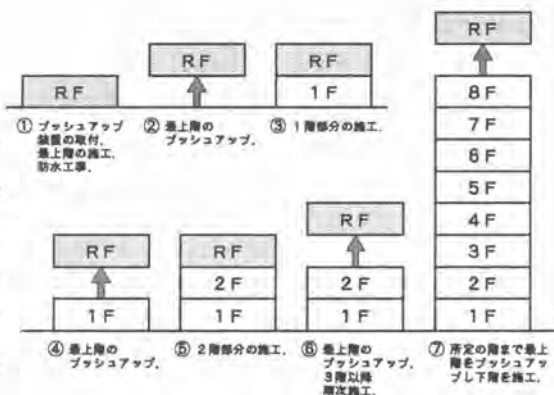 RF
① プッシュアップ
装置の取付.
最上階の施工.
防水工事.
RF
②最上階の
プッシュアップ.
RF
1F
③ 1階部分の施工.
RF
1F
④ 最上階の
プッシュアップ.
RF
2F
1F
⑤ 2階部分の施工.
RF
2F
1F
⑥ 最上階の
プッシュアップ
3階以降
順次施工.
RF
8F
7F
6F
5F
4F
3F
2F
1F
⑦ 所定の階まで最上
階をプッシュアッ
プし下階を施工.